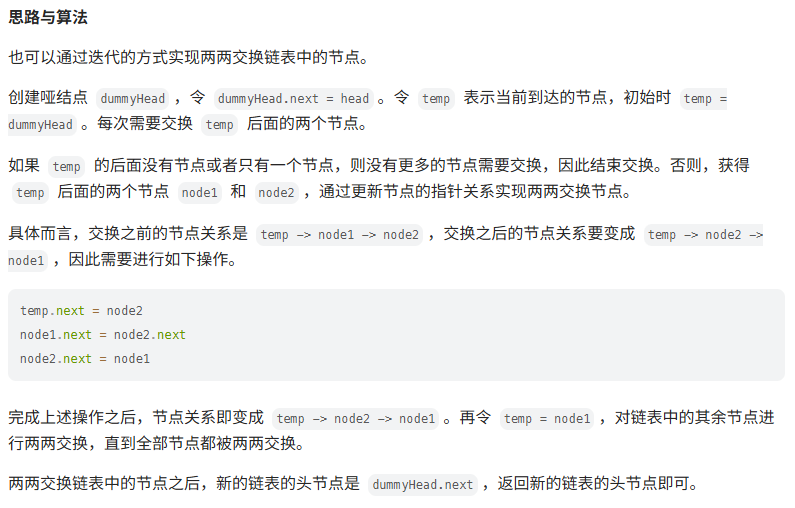 思路与算法
也可以通过迭代的方式实现两两交换链表中的节点。
创建哑结点 dummyHead ，令 dummyHead.next = head 。令 temp 表示当前到达的节点，初始时 temp =
dummyHead 。每次需要交换 temp 后面的两个节点。
如果 temp 的后面没有节点或者只有一个节点，则没有更多的节点需要交换，因此结束交换。否则，获得
temp 后面的两个节点 node1 和 node2 ，通过更新节点的指针关系实现两两交换节点。
具体而言，交换之前的节点关系是 temp -> node1 -> node2 ，交换之后的节点关系要变成 temp -> node2 ->
node1 ，因此需要进行如下操作。
temp.next = node2
node1.next = node2.next
node2.next = node1
完成上述操作之后，节点关系即变成 temp -> node2 -> node1 。再令 temp = node1 ，对链表中的其余节点进
行两两交换，直到全部节点都被两两交换。
两两交换链表中的节点之后，新的链表的头节点是 dummyHead.next ，返回新的链表的头节点即可。